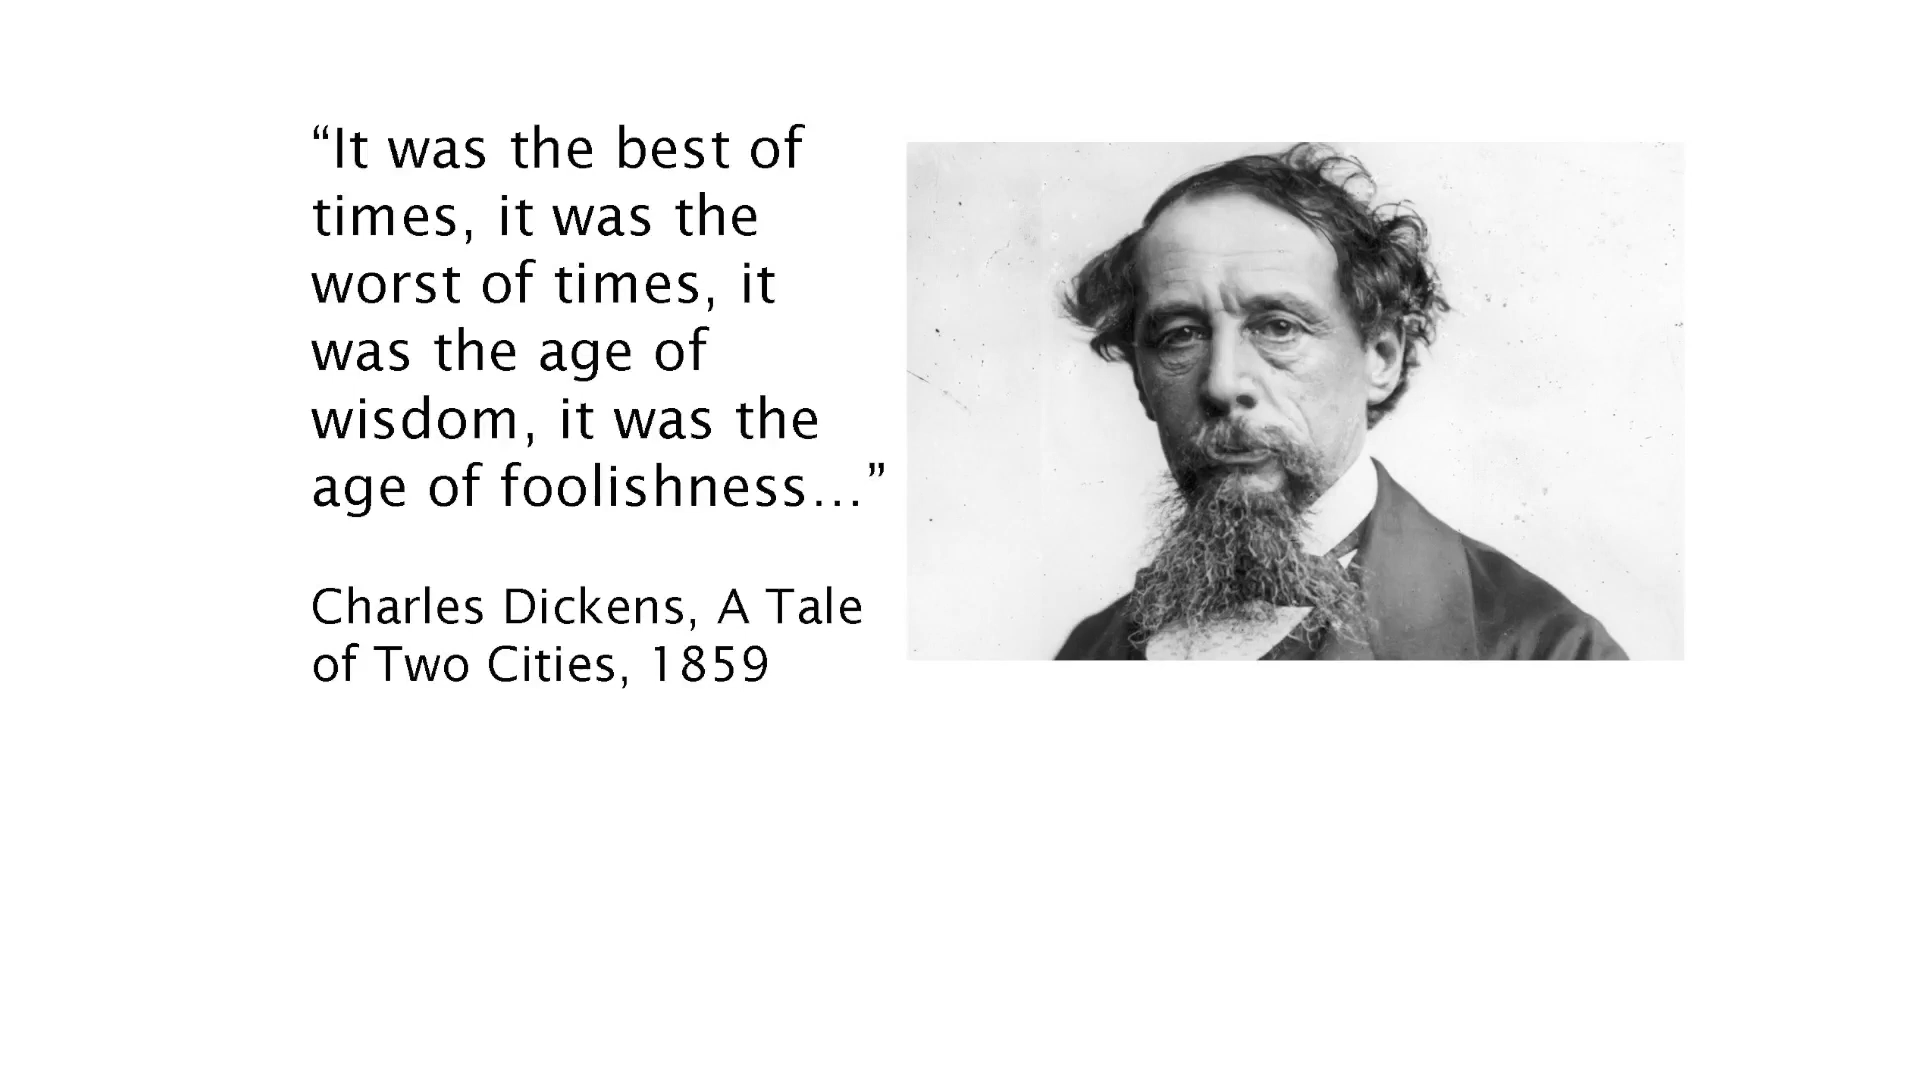 “It was the best of
times, it was the
worst of times, it
was the age of
wisdom, it was the
age of foolishness…”
Charles Dickens, A Tale
of Two Cities, 1859